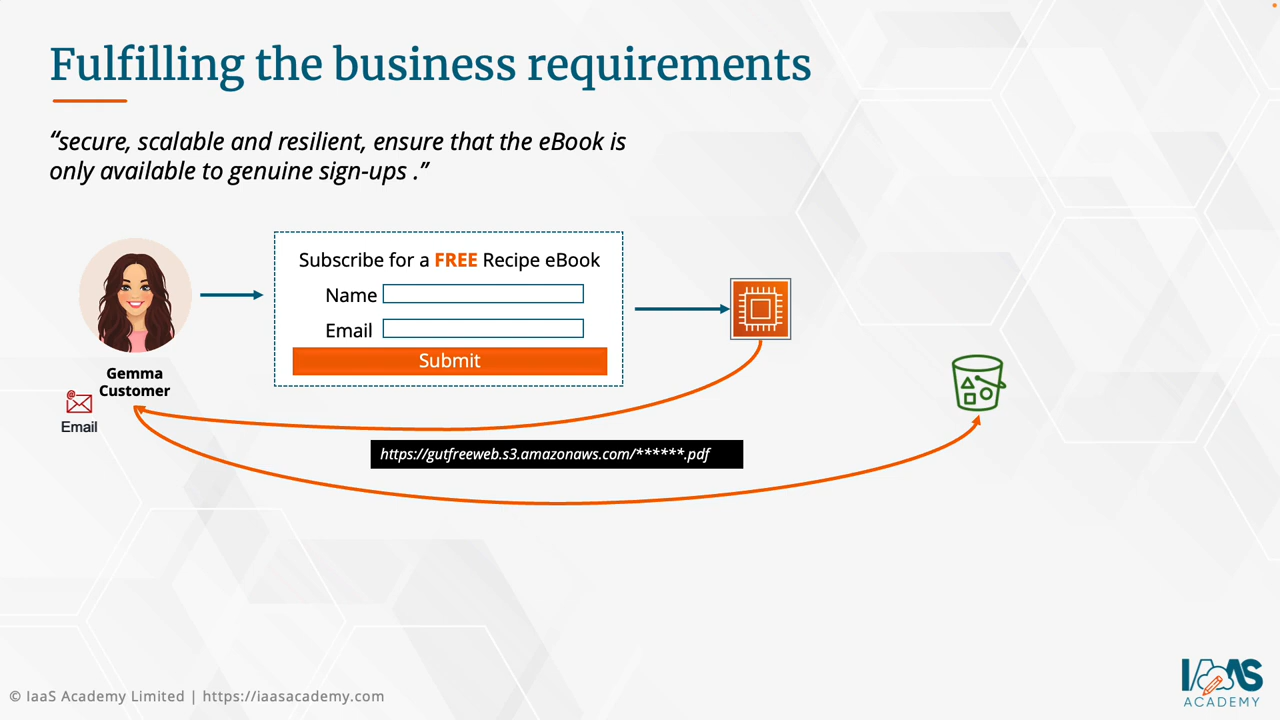 Fulfilling the business requirements
“secure, scalable and resilient, ensure that the eBook is
only available to genuine sign-ups .”
Subscribe for a FREE Recipe eBook
Name
Email
Submit
Gemma
Customer
Email
https://gutfreeweb.s3.amazonaws.com/******.pdf
© IaaS Academy Limited | https://iaasacademy.com
IAAS
ACADEMY